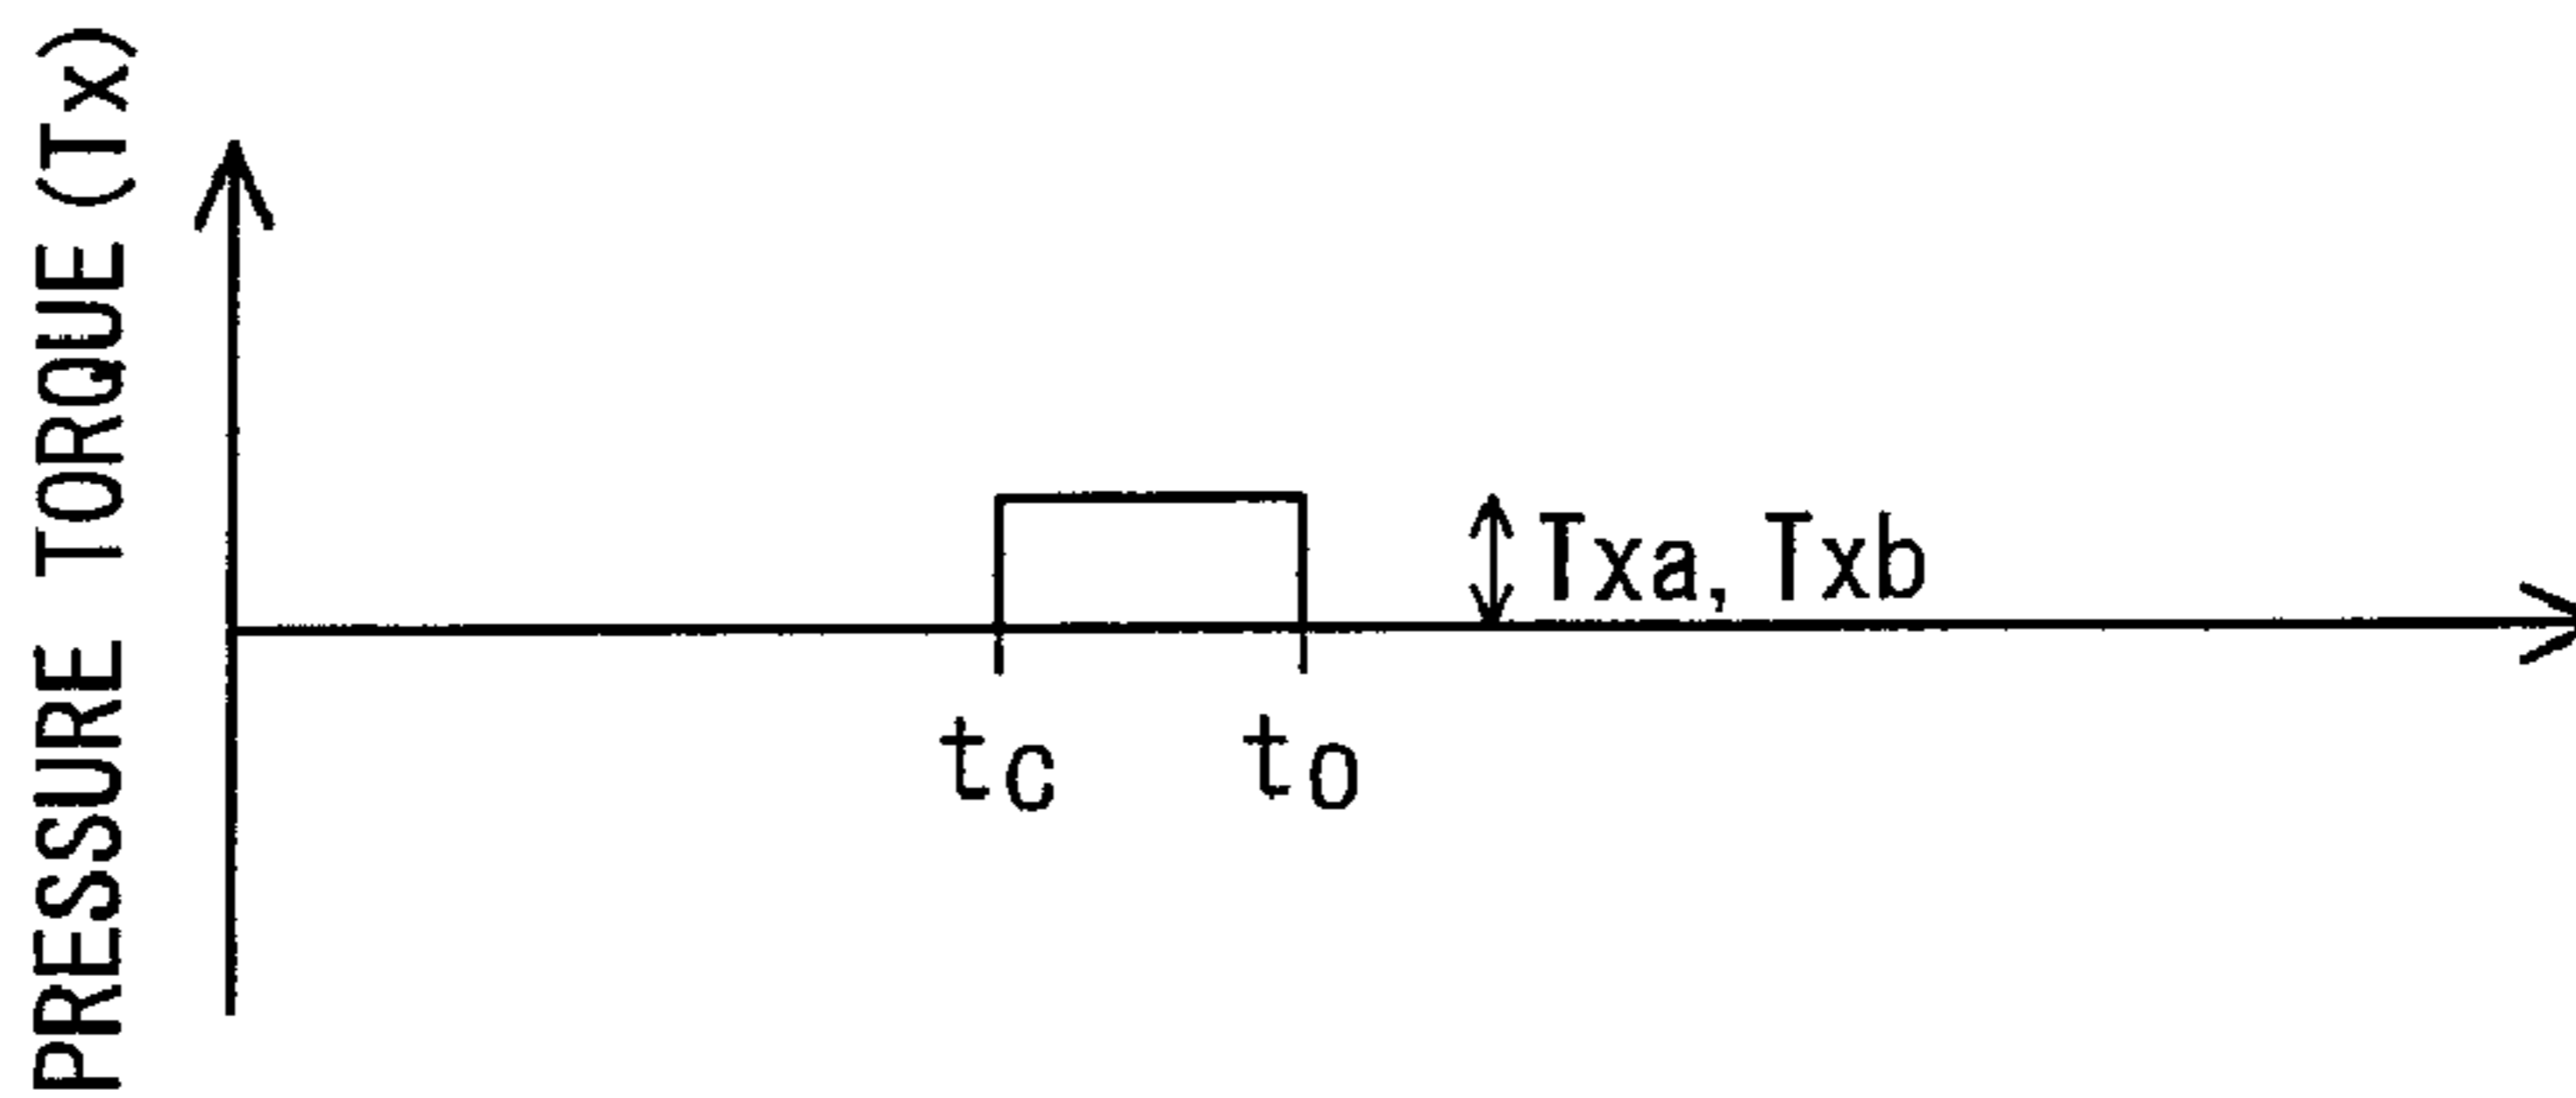 PRESSURE TORQUE (Tx)
Txa, Txb
tc
to